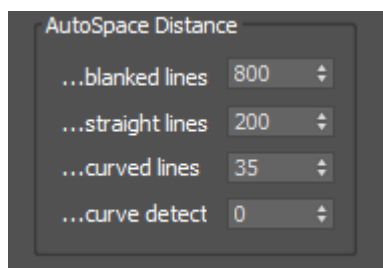 AutoSpace Distance
...blanked lines 800
...straight lines 200
...curved lines 35
...curve detect 0